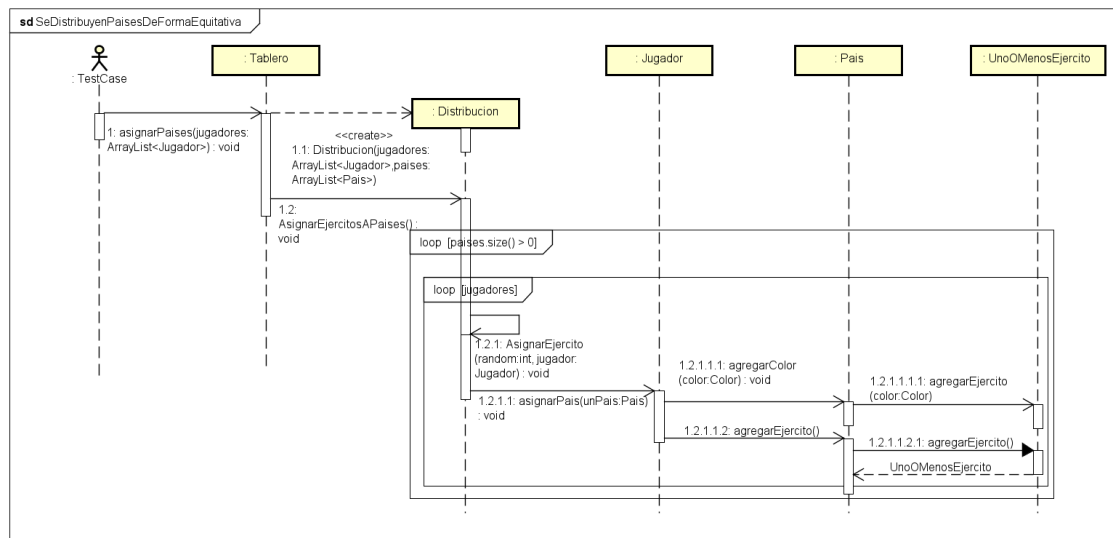 sd SeDistribuyenPaisesDeFormaEquitativa
: TestCase
: Tablero
: Jugador
: Pais
: UnoOMenosEjercito
: Distribucion
1: asignarPaises(jugadores:
ArrayList<Jugador>) : void
<<create>>
1.1: Distribucion(jugadores:
ArrayList<Jugador>,paises:
ArrayList<Pais>)
1.2:
AsignarEjercitosAPaises() :
void
loop [paises.size() > 0]
loop [jugadores]
1.2.1: AsignarEjercito
(random:int, jugador:
Jugador) : void
1.2.1.1: asignarPais(unPais:Pais)
: void
1.2.1.1.1: agregarColor
(color:Color) : void
1.2.1.1.1.1: agregarEjercito
(color:Color)
1.2.1.1.2: agregarEjercito()
1.2.1.1.2.1: agregarEjercito()
UnoOMenosEjercito